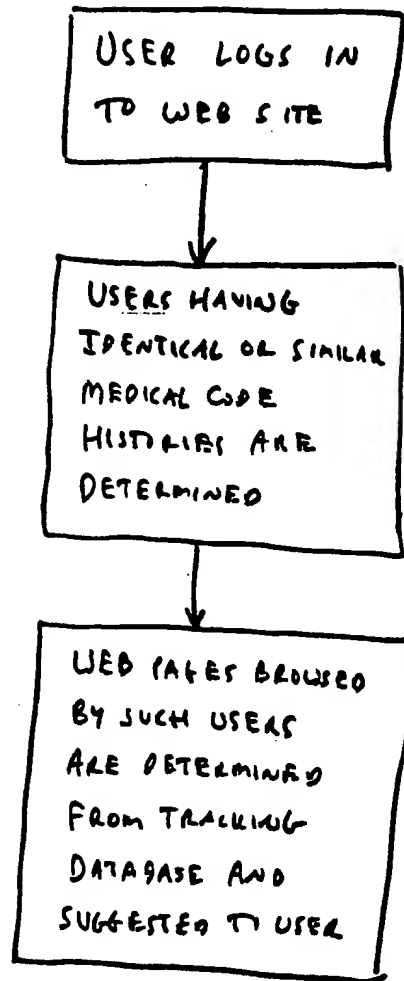 USER LOGS IN
TO WEB SITE
USERS HAVING
IDENTICAL OR SIMILAR
MEDICAL CODE
HISTORIES ARE
DETERMINED
WEB PAGES BROWSED
BY SUCH USERS
ARE DETERMINED
FROM TRACKING
DATABASE AND
SUGGESTED TO USER